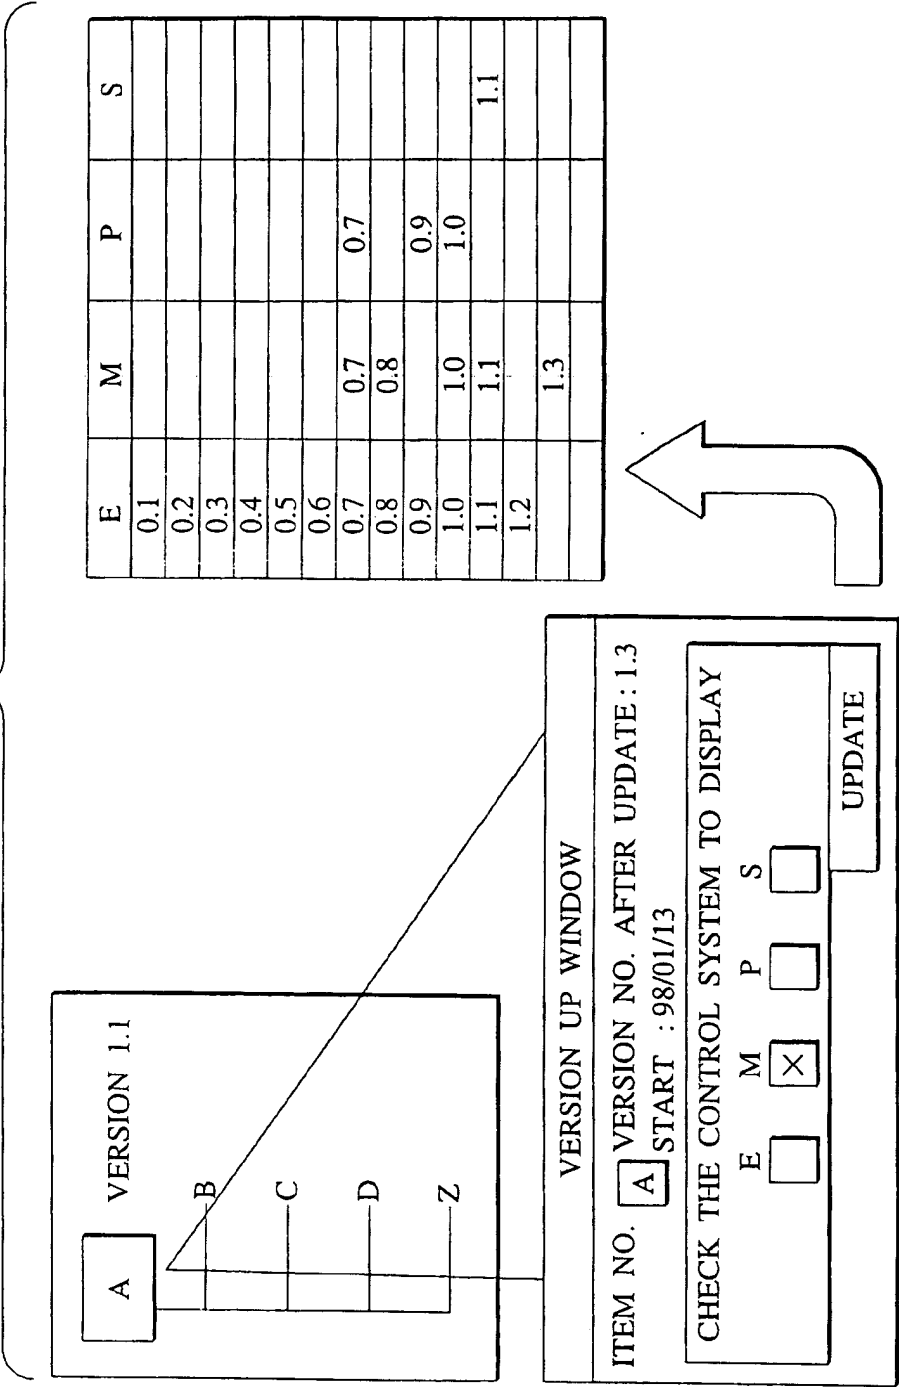 A VERSION 1.1
B
C
D
Z
VERSION UP WINDOW
ITEM NO. A VERSION NO. AFTER UPDATE : 1.3
START : 98/01/13
CHECK THE CONTROL SYSTEM TO DISPLAY
E M P S
X
UPDATE
E M P S
0.1
0.2
0.3
0.4
0.5
0.6
0.7 0.7 0.7
0.8 0.8
0.9 0.9
1.0 1.0 1.0
1.1 1.1 1.1
1.2
1.3